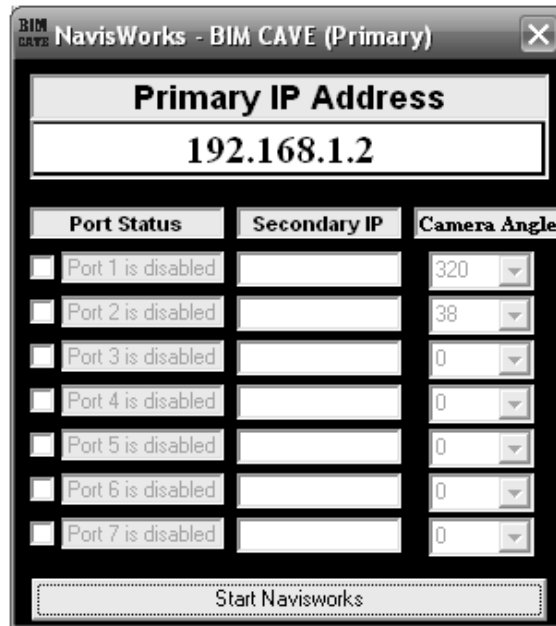 BIM CAVE NavisWorks - BIM CAVE (Primary)
Primary IP Address
192.168.1.2
Port Status Secondary IP Camera Angle
Port 1 is disabled 320
Port 2 is disabled 38
Port 3 is disabled 0
Port 4 is disabled 0
Port 5 is disabled 0
Port 6 is disabled 0
Port 7 is disabled 0
Start Navisworks